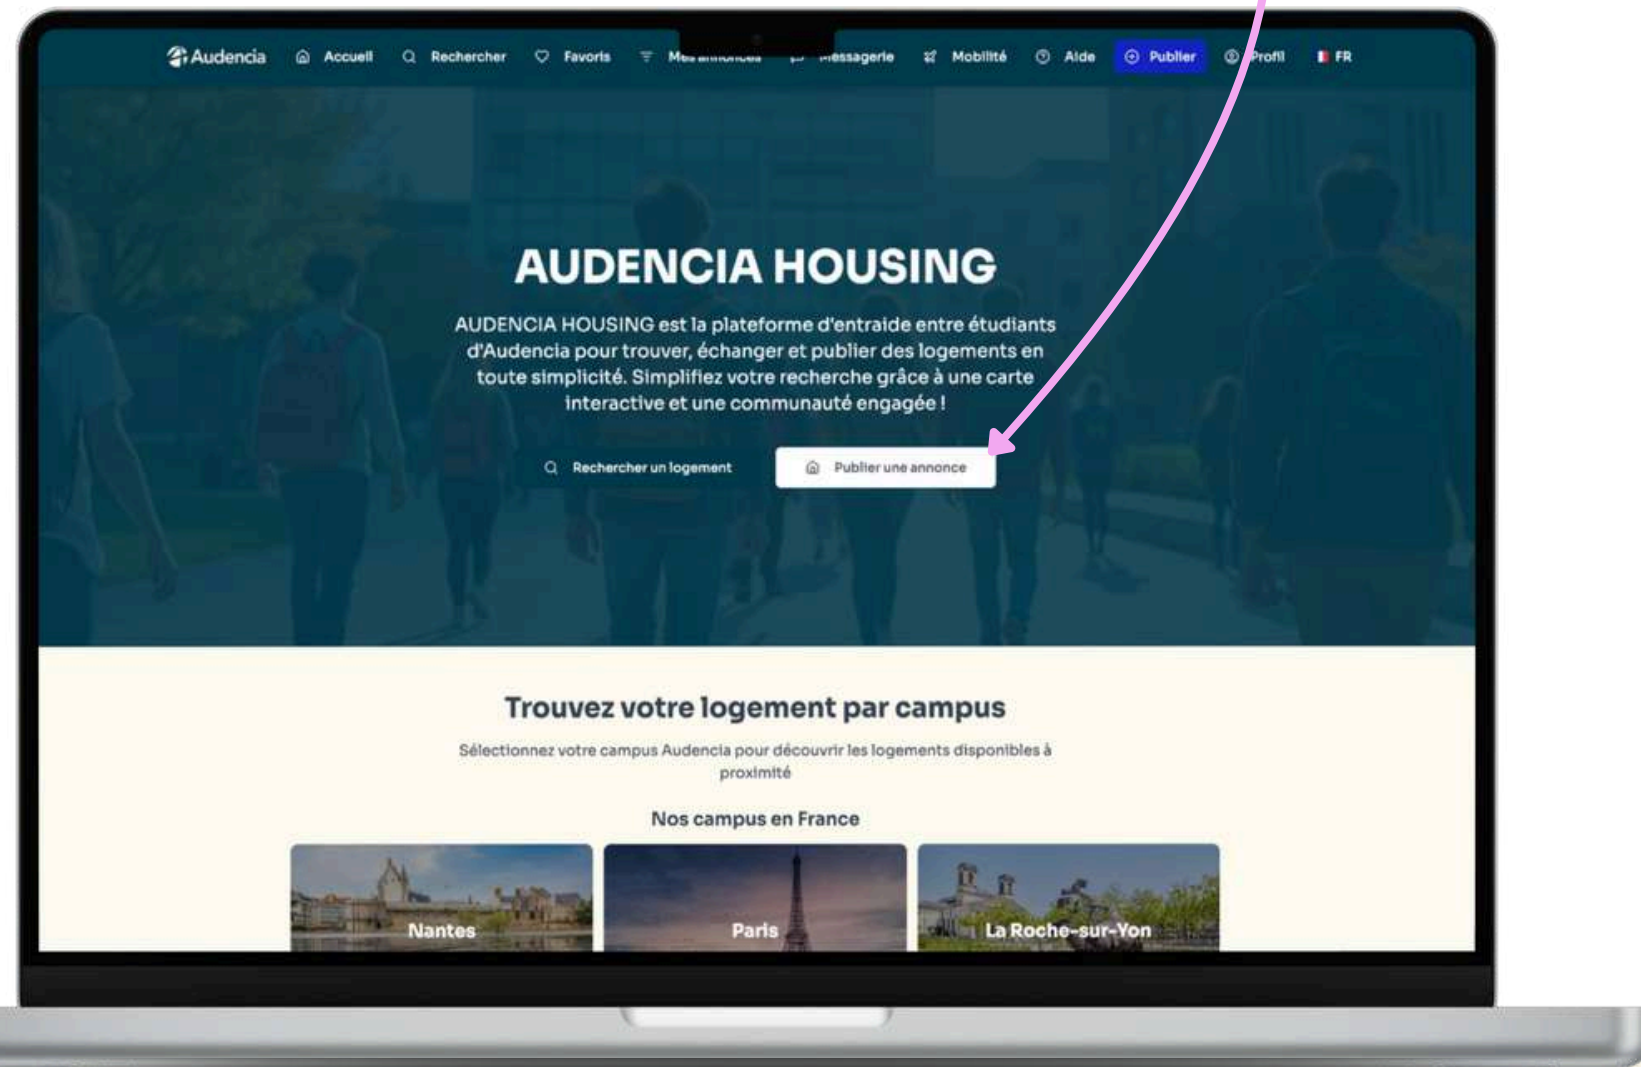 Audencia
Accueil
Rechercher
Favoris
Mes annonces
Messagerie
Mobilité
Aide
Publier
Profil
FR
AUDENCIA HOUSING
AUDENCIA HOUSING est la plateforme d'entraide entre étudiants
d'Audencia pour trouver, échanger et publier des logements en
toute simplicité. Simplifiez votre recherche grâce à une carte
interactive et une communauté engagée !
Rechercher un logement
Publier une annonce
Trouvez votre logement par campus
Sélectionnez votre campus Audencia pour découvrir les logements disponibles à
proximité
Nos campus en France
Nantes
Paris
La Roche-sur-Yon